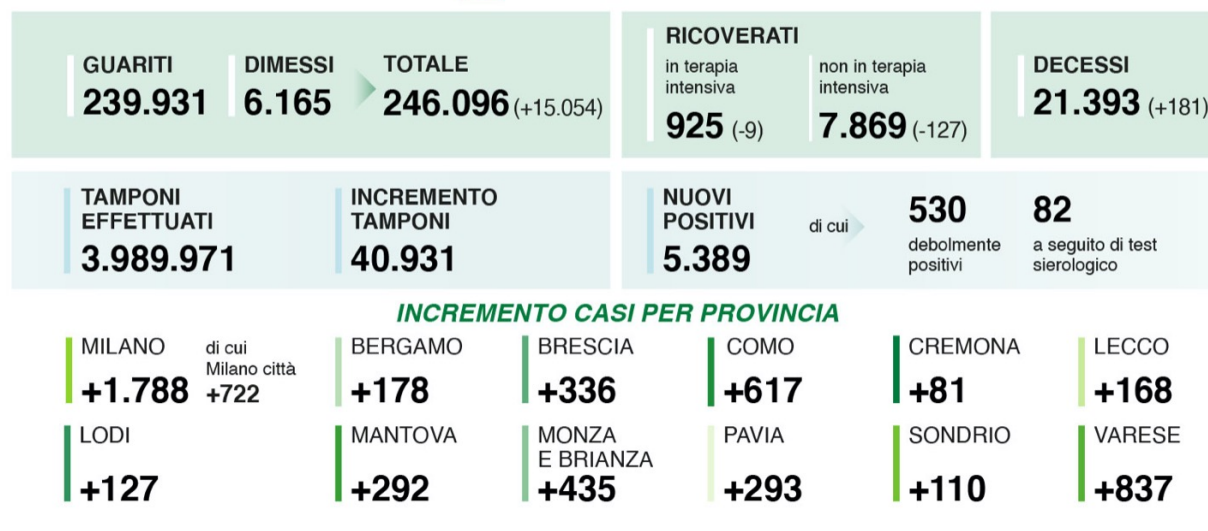 GUARITI
239.931
DIMESSI
6.165
TOTALE
246.096 (+15.054)
RICOVERATI
in terapia
intensiva
925 (-9)
non in terapia
intensiva
7.869 (-127)
DECESSI
21.393 (+181)
TAMPONI
EFFETTUATI
3.989.971
INCREMENTO
TAMPONI
40.931
NUOVI
POSITIVI
5.389
di cui
530
debolmente
positivi
82
a seguito di test
sierologico
INCREMENTO CASI PER PROVINCIA
MILANO
+1.788
di cui
Milano città
+722
BERGAMO
+178
BRESCIA
+336
COMO
+617
CREMONA
+81
LECCO
+168
LODI
+127
MANTOVA
+292
MONZA
E BRIANZA
+435
PAVIA
+293
SONDRIO
+110
VARESE
+837